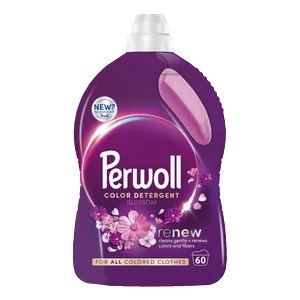 NEW?
Perwoll
COLOR DETERGENT
BLOSSOM
renew
cleans gently + renews
colors and fibers
FOR ALL COLORED CLOTHES
60